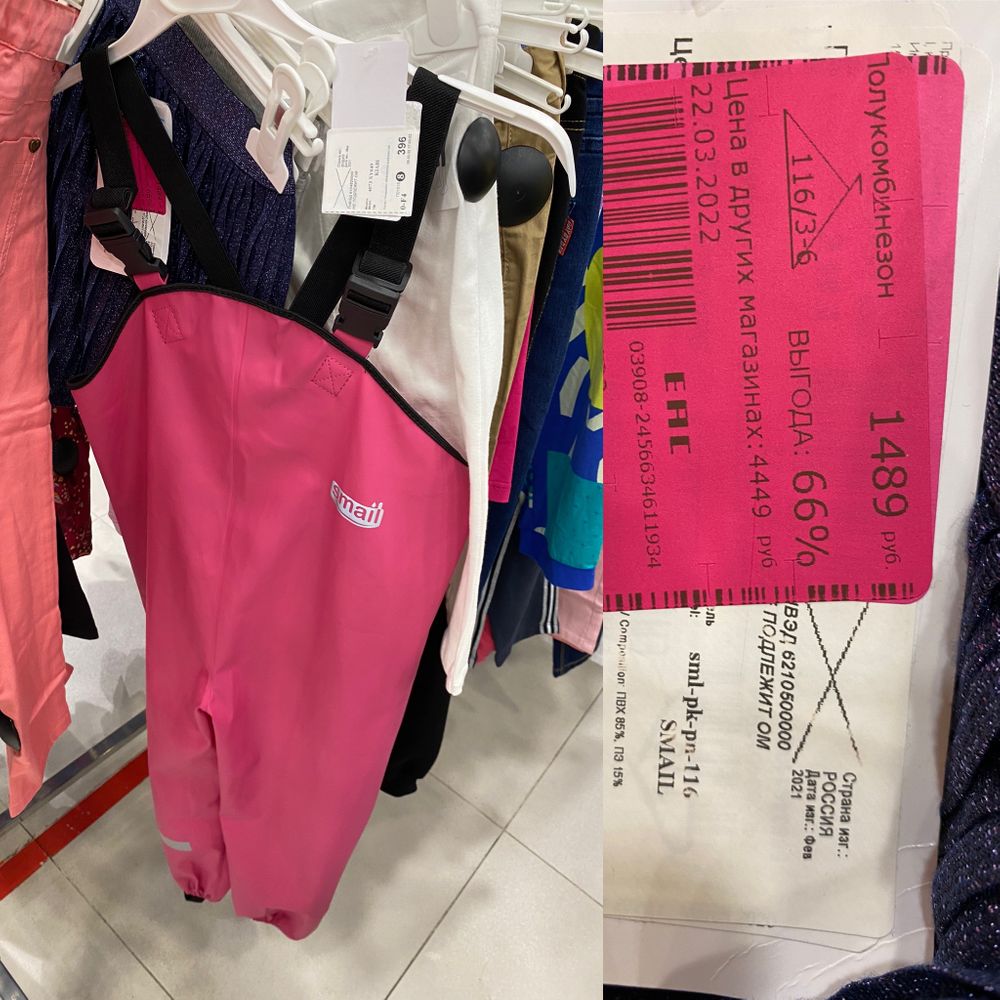 smail
396
Полукомбинезон
1489 руб.
116/3-6
ВЫГОДА: 66%
Цена в других магазинах: 4449 руб
22.03.2022
ЕАС
03908-2456634611934
ВЭД 6210500000
ПОДЛЕЖИТ ОМ
sml-pk-pn-116
SMAIL
ПВХ 85%, ПЭ 15%
Страна изг.:
РОССИЯ
Дата изг.: Фев
2021